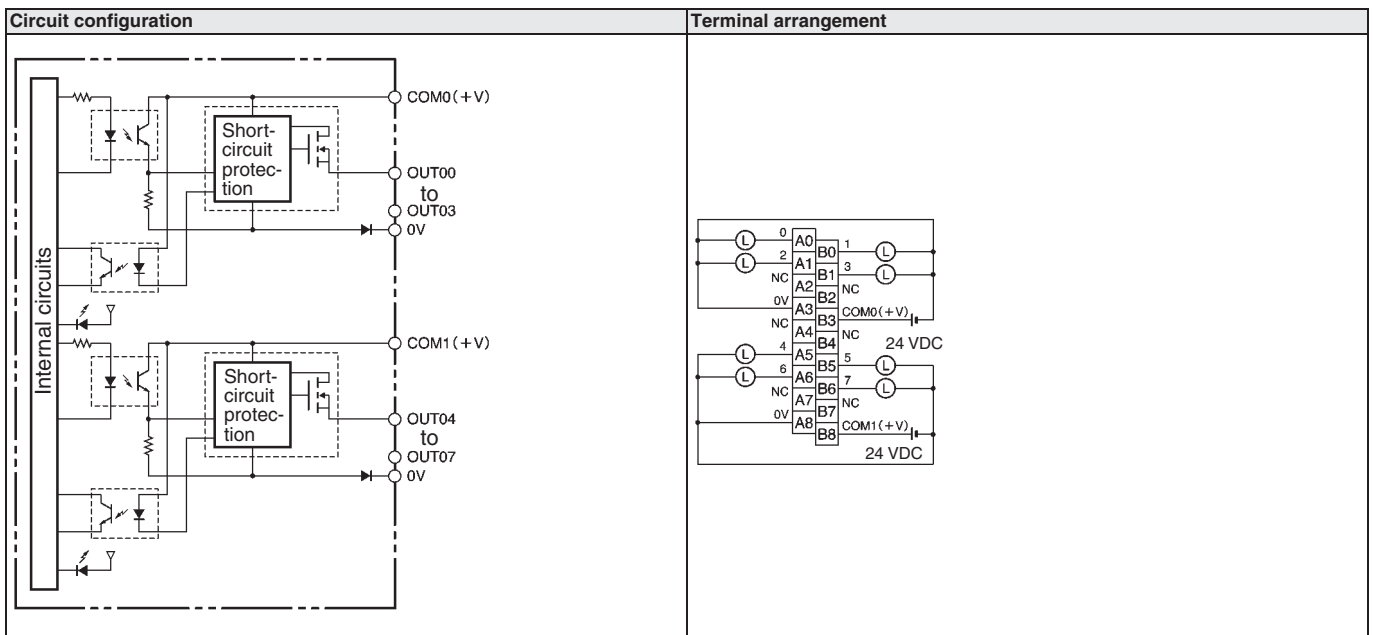 Circuit configuration
Terminal arrangement
Internal circuits
COM0(+V)
Short-
circuit
protec-
tion
OUT00
to
OUT03
0V
COM1(+V)
Short-
circuit
protec-
tion
OUT04
to
OUT07
0V
L 0 A0
B0 1 L
L 2 A1
B1 3 L
NC A2
B2 NC
0V A3
B3 COM0(+V)
NC A4
B4 NC
24 VDC
L 4 A5
B5 5 L
L 6 A6
B6 7 L
NC A7
B7 NC
0V A8
B8 COM1(+V)
24 VDC